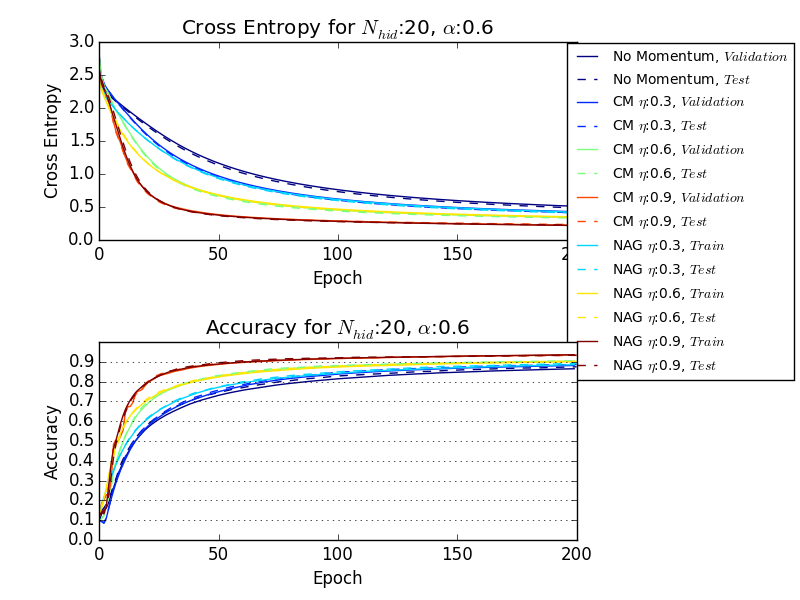 Cross Entropy for N_hid:20, α:0.6
3.0
2.5
2.0
1.5
1.0
0.5
0.0
Cross Entropy
0 50 100 150 2
Epoch
No Momentum, Validation
No Momentum, Test
CM η:0.3, Validation
CM η:0.3, Test
CM η:0.6, Validation
CM η:0.6, Test
CM η:0.9, Validation
CM η:0.9, Test
NAG η:0.3, Train
NAG η:0.3, Test
NAG η:0.6, Train
NAG η:0.6, Test
NAG η:0.9, Train
NAG η:0.9, Test
Accuracy for N_hid:20, α:0.6
0.9
0.8
0.7
0.6
0.5
0.4
0.3
0.2
0.1
0.0
Accuracy
0 50 100 150 200
Epoch